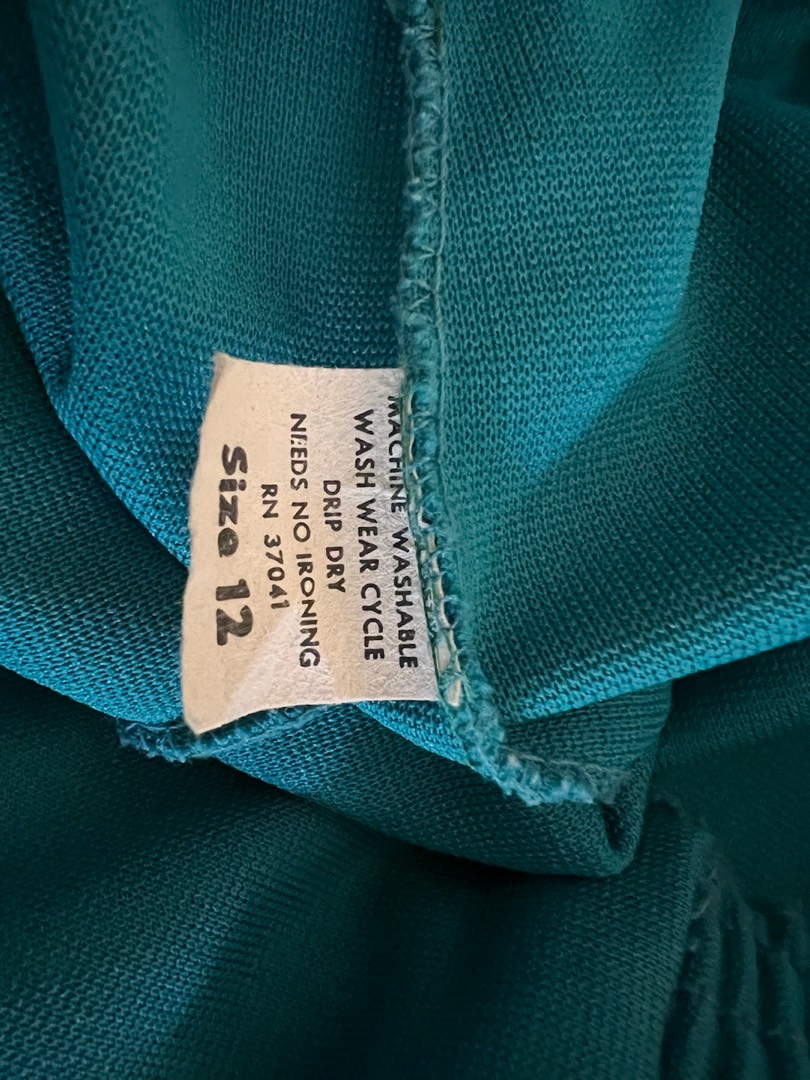 MACHINE WASHABLE
WASH WEAR CYCLE
DRIP DRY
NEEDS NO IRONING
RN 37041
Size 12